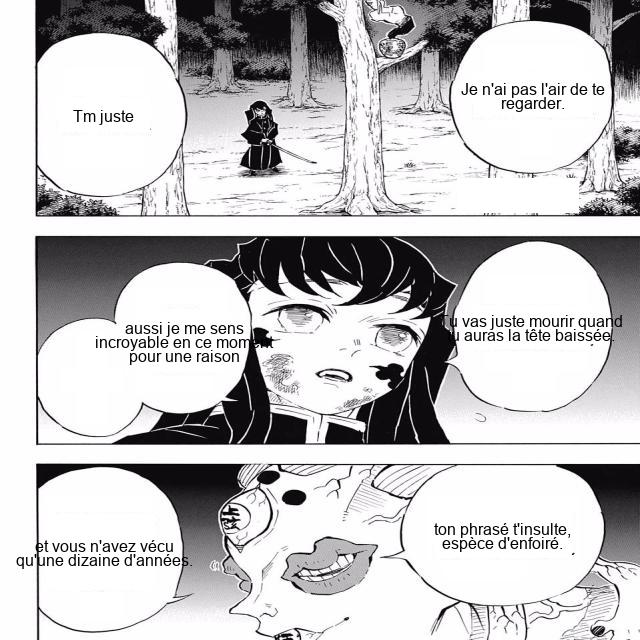 Je n'ai pas l'air de te
regarder.
Tm juste
Tu vas juste mourir quand
tu auras la tête baissée.
aussi je me sens
incroyable en ce moment
pour une raison
ton phrasé t'insulte,
espèce d'enfoiré.
et vous n'avez vécu
qu'une dizaine d'années.